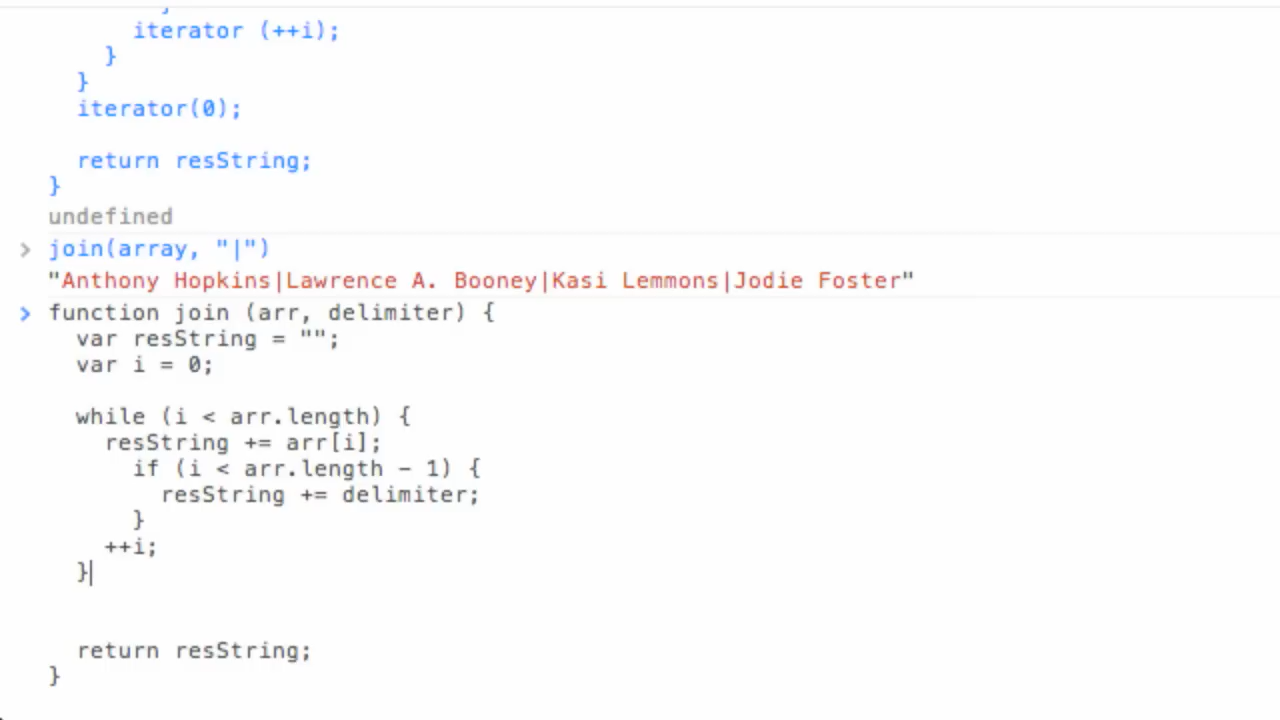 iterator (++i);
}
}
iterator(0);
return resString;
}
undefined
> join(array, "|")
"Anthony Hopkins|Lawrence A. Booney|Kasi Lemmons|Jodie Foster"
> function join (arr, delimiter) {
var resString = "";
var i = 0;
while (i < arr.length) {
resString += arr[i];
if (i < arr.length - 1) {
resString += delimiter;
}
++i;
}
return resString;
}